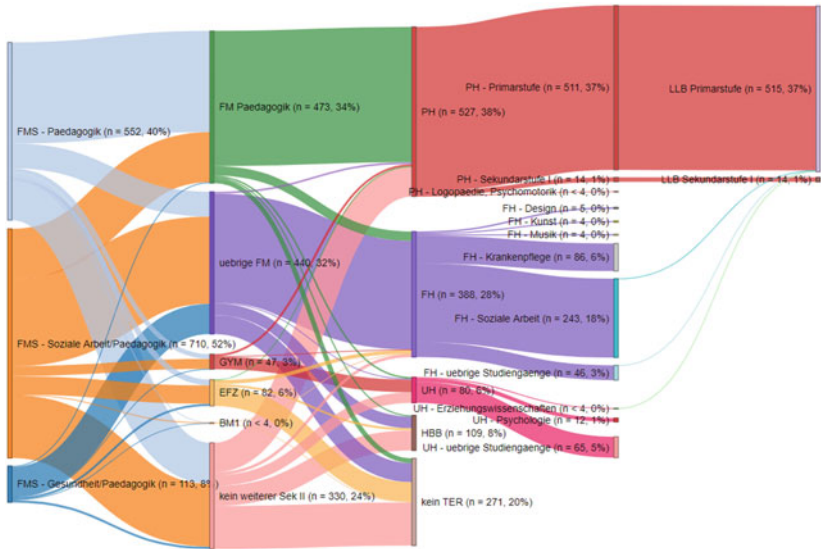 FMS - Paedagogik (n = 552, 40%)
FMS - Soziale Arbeit/Paedagogik (n = 710, 52%)
FMS - Gesundheit/Paedagogik (n = 113, 8%)
FM Paedagogik (n = 473, 34%)
uebrige FM (n = 440, 32%)
GYM (n = 47, 3%)
EFZ (n = 82, 6%)
BM1 (n < 4, 0%)
kein weiterer Sek II (n = 330, 24%)
PH (n = 527, 38%)
FH (n = 388, 28%)
UH (n = 80, 6%)
HBB (n = 109, 8%)
kein TER (n = 271, 20%)
PH - Primarstufe (n = 511, 37%)
PH - Sekundarstufe I (n = 14, 1%)
PH - Logopaedie, Psychomotorik (n < 4, 0%)
FH - Design (n = 5, 0%)
FH - Kunst (n = 4, 0%)
FH - Musik (n = 4, 0%)
FH - Krankenpflege (n = 86, 6%)
FH - Soziale Arbeit (n = 243, 18%)
FH - uebrige Studiengaenge (n = 46, 3%)
UH - Erziehungswissenschaften (n < 4, 0%)
UH - Psychologie (n = 12, 1%)
UH - uebrige Studiengaenge (n = 65, 5%)
LLB Primarstufe (n = 515, 37%)
LLB Sekundarstufe I (n = 14, 1%)